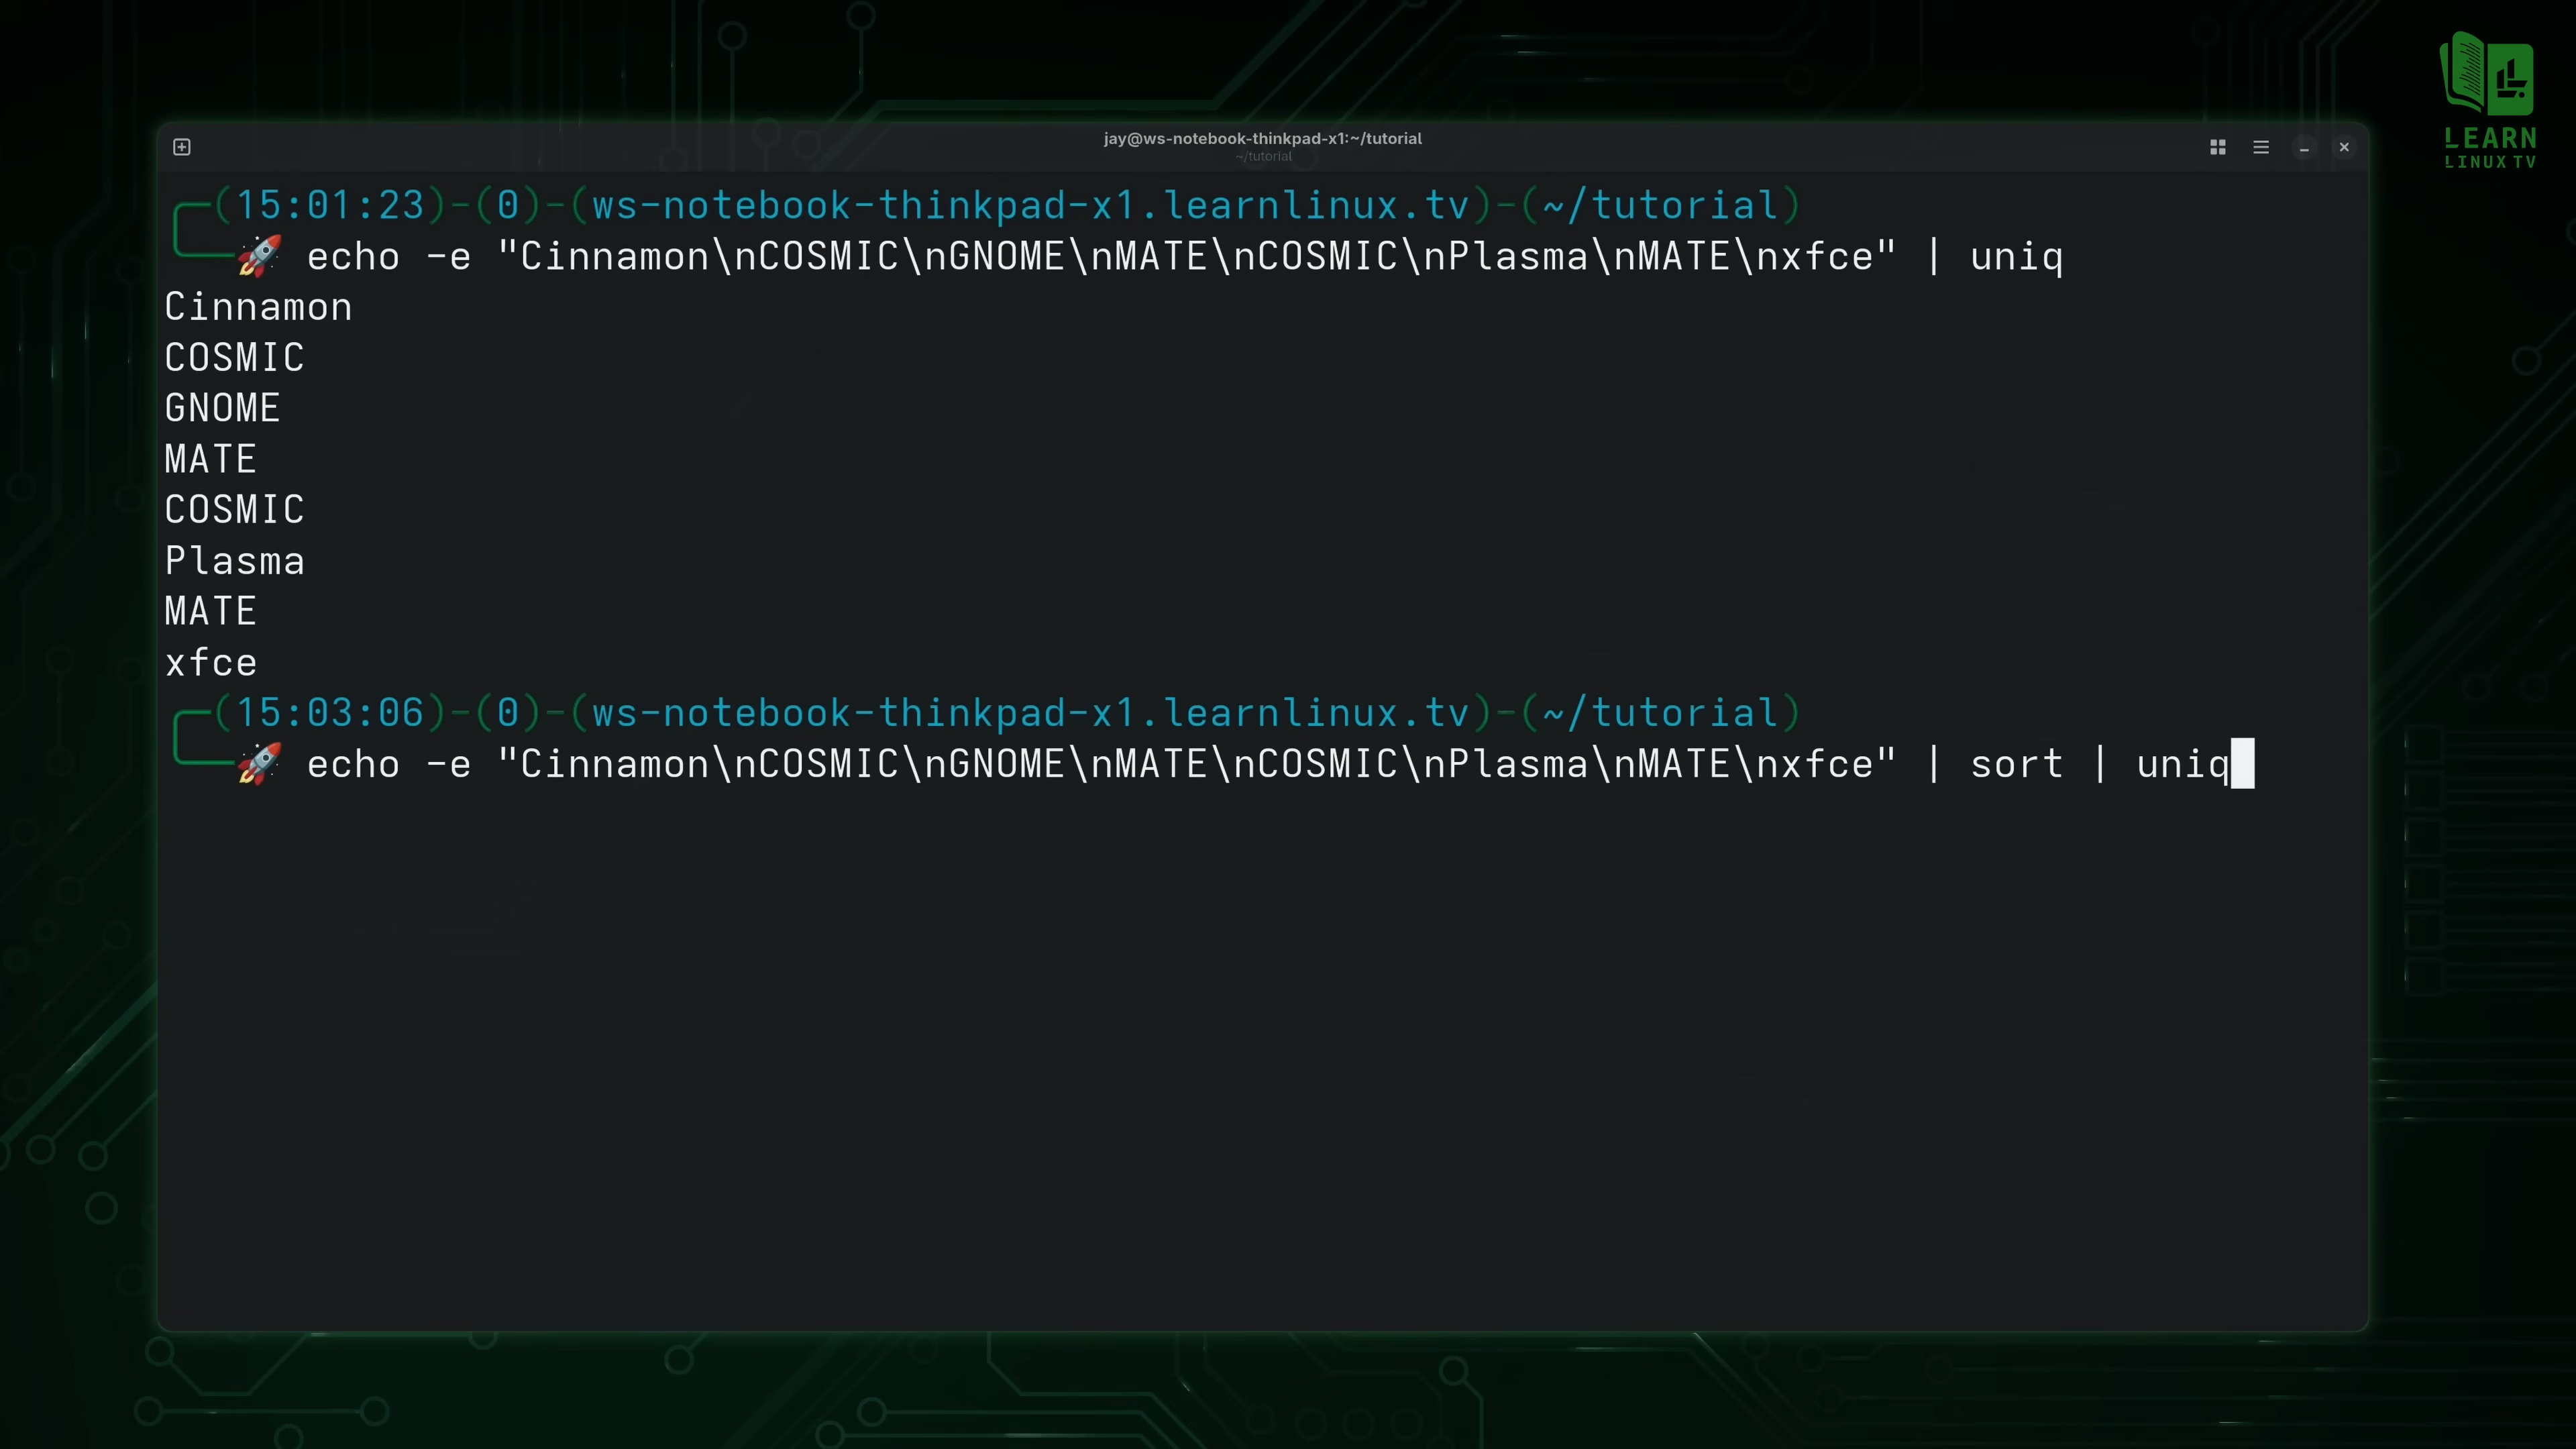 LEARN
LINUX TV
jay@ws-notebook-thinkpad-x1:~/tutorial
~/tutorial
(15:01:23)-(0)-(ws-notebook-thinkpad-x1.learnlinux.tv)-(~/tutorial)
🚀 echo -e "Cinnamon\nCOSMIC\nGNOME\nMATE\nCOSMIC\nPlasma\nMATE\nxfce" | uniq
Cinnamon
COSMIC
GNOME
MATE
COSMIC
Plasma
MATE
xfce
(15:03:06)-(0)-(ws-notebook-thinkpad-x1.learnlinux.tv)-(~/tutorial)
🚀 echo -e "Cinnamon\nCOSMIC\nGNOME\nMATE\nCOSMIC\nPlasma\nMATE\nxfce" | sort | uniq